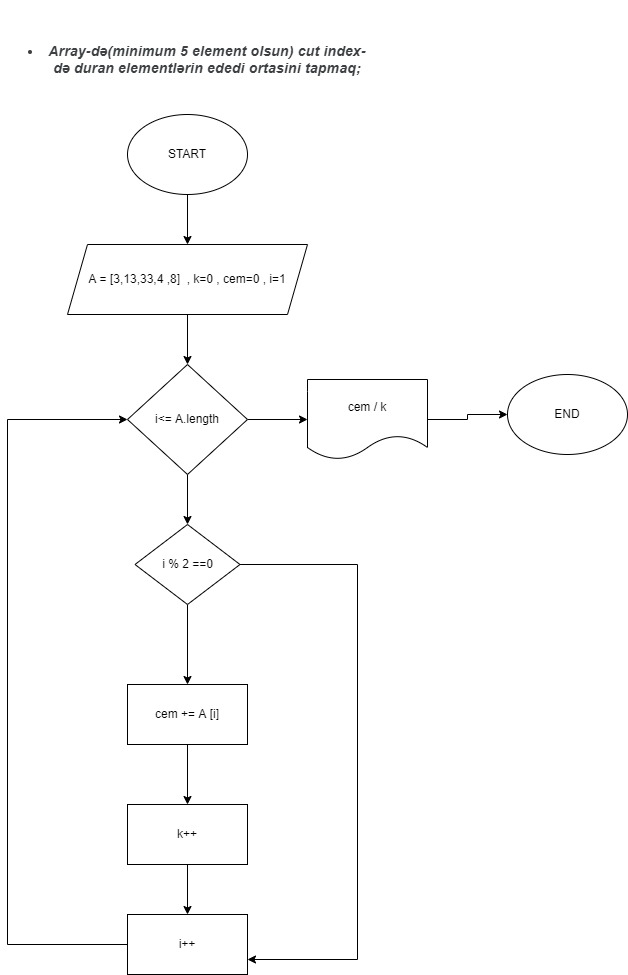 • Array-də(minimum 5 element olsun) cut index-
də duran elementlərin ededi ortasini tapmaq;
START
A = [3,13,33,4 ,8]  , k=0 , cem=0 , i=1
i<= A.length
cem / k
END
i % 2 ==0
cem += A [i]
k++
i++